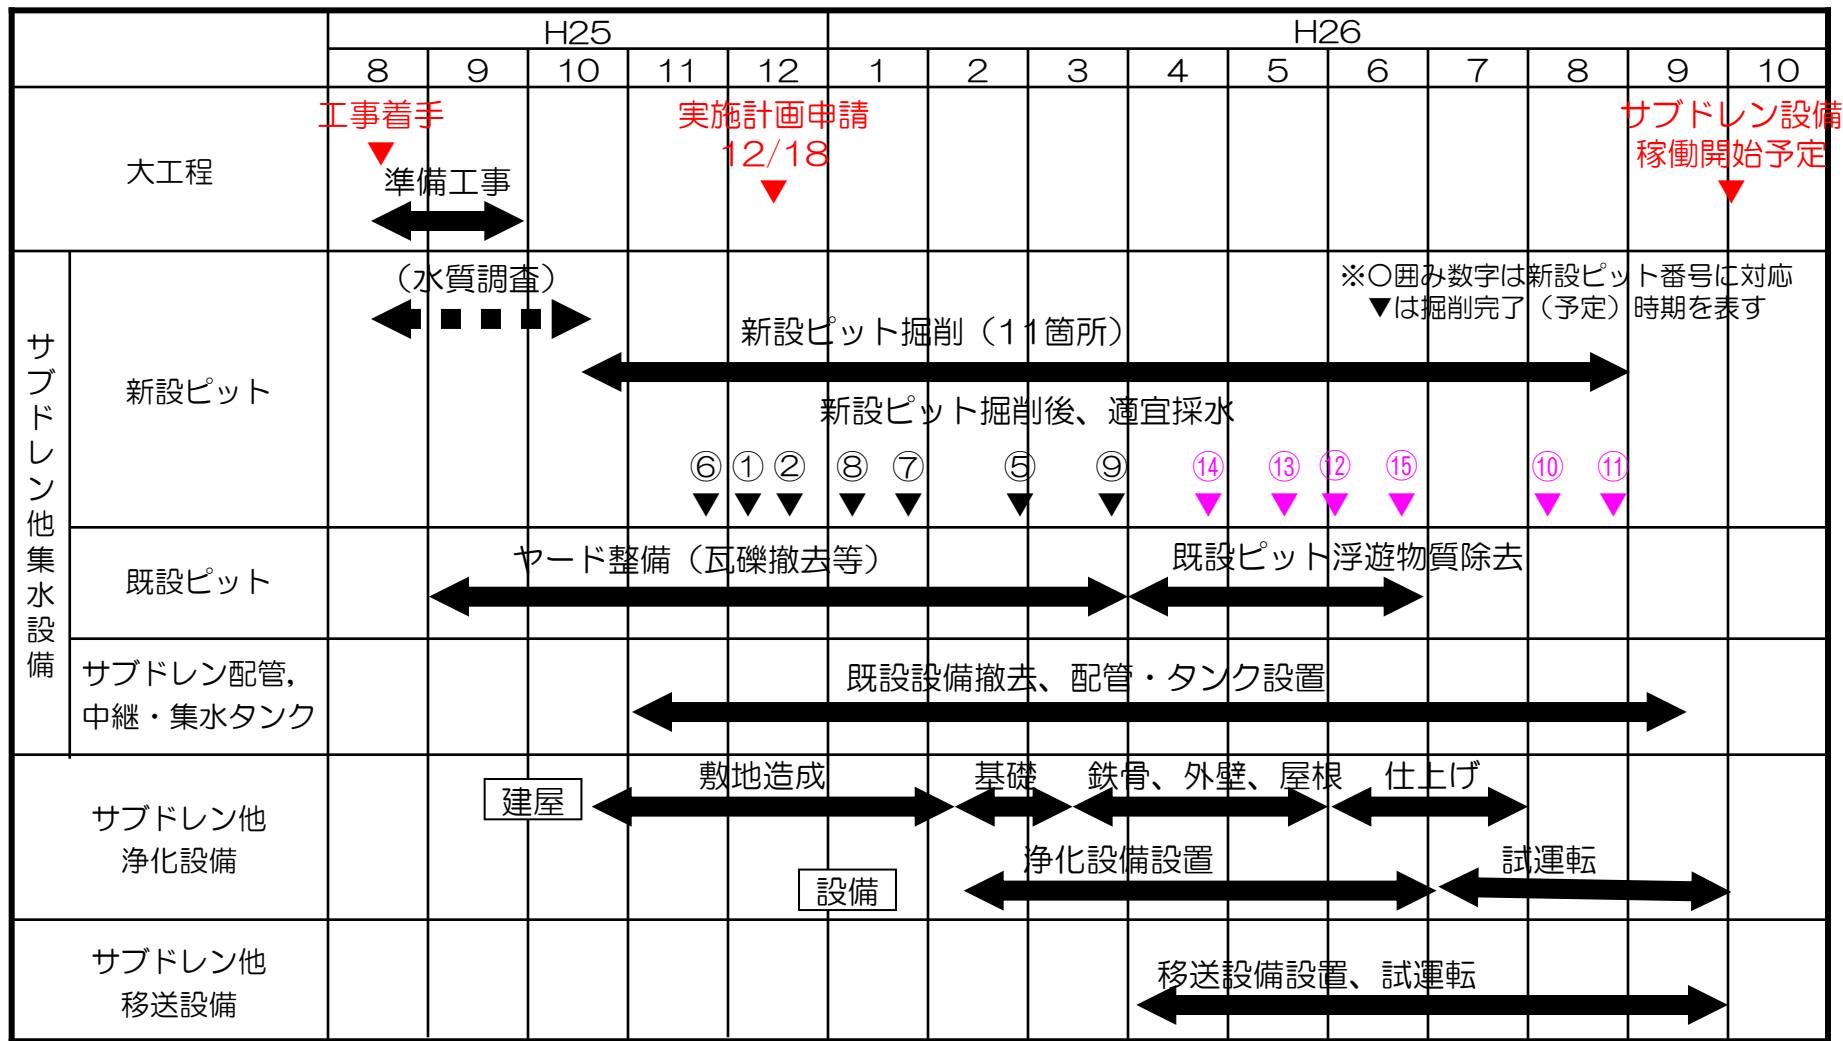 H25
H26
8 9 10 11 12 1 2 3 4 5 6 7 8 9 10
大工程
工事着手
▼
準備工事
実施計画申請
12/18
▼
サブドレン設備
稼働開始予定
▼
サブドレン他集水設備
新設ピット
（水質調査）
※○囲み数字は新設ピット番号に対応
▼は掘削完了（予定）時期を表す
新設ピット掘削（11箇所）
新設ピット掘削後、適宜採水
⑥ ① ② ⑧ ⑦ ⑤ ⑨ ⑭ ⑬ ⑫ ⑮ ⑩ ⑪
▼ ▼ ▼ ▼ ▼ ▼ ▼ ▼ ▼ ▼ ▼ ▼ ▼
既設ピット
ヤード整備（瓦礫撤去等）
既設ピット浮遊物質除去
サブドレン配管，
中継・集水タンク
既設設備撤去、配管・タンク設置
サブドレン他
浄化設備
建屋
敷地造成
基礎
鉄骨、外壁、屋根
仕上げ
設備
浄化設備設置
試運転
サブドレン他
移送設備
移送設備設置、試運転